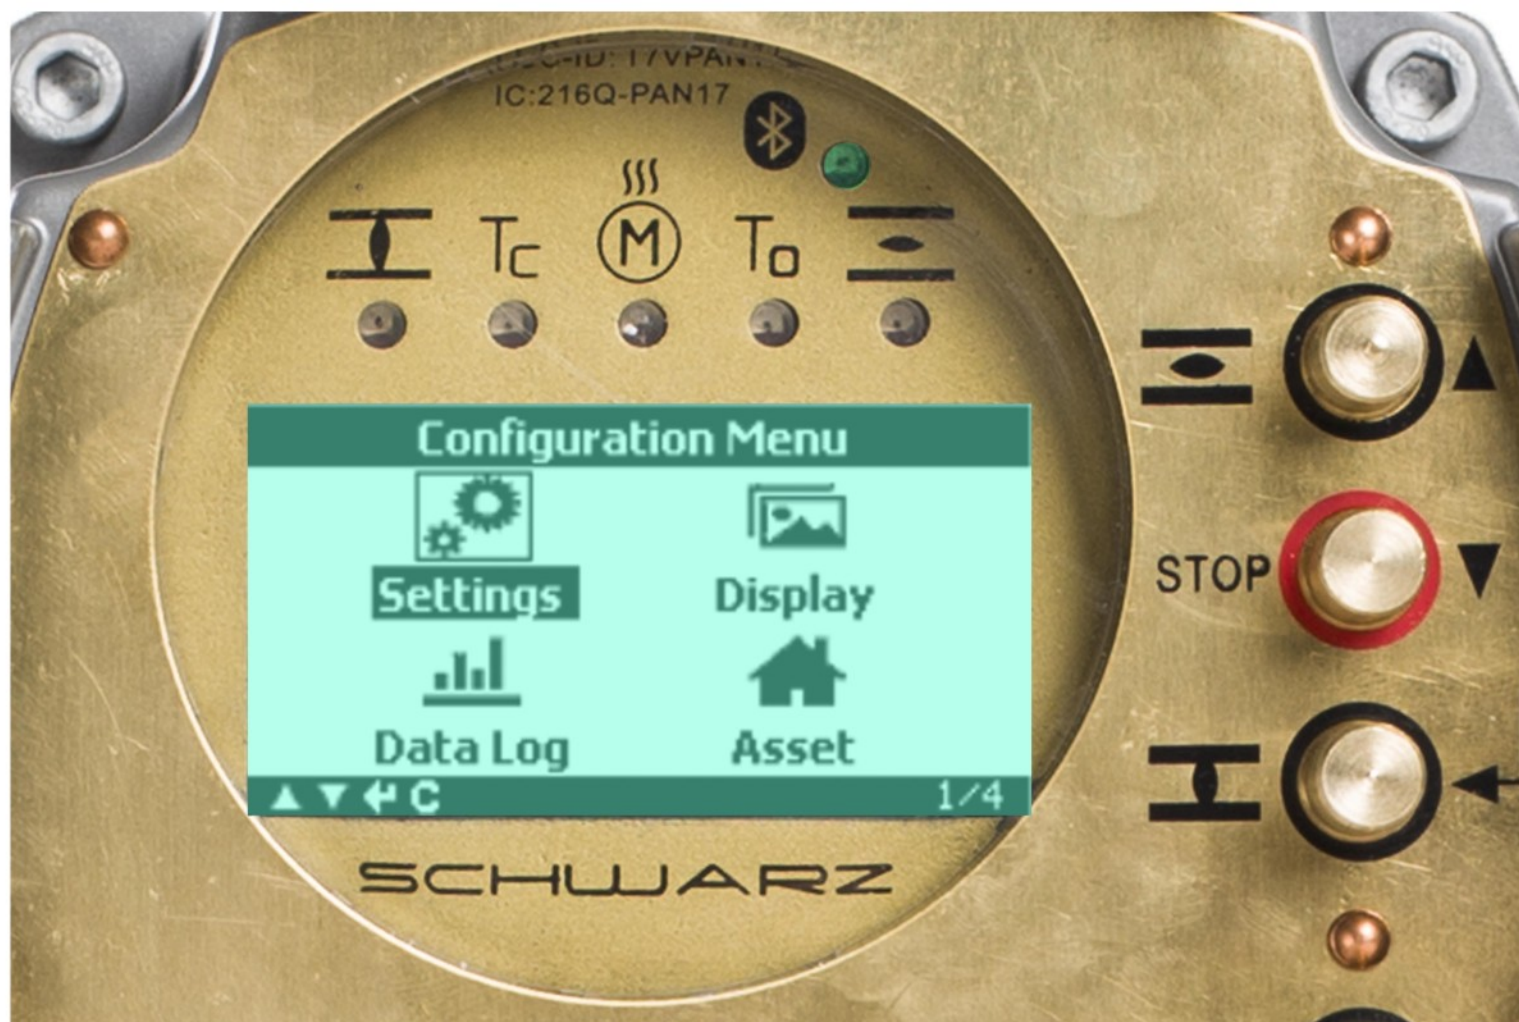 IC:216Q-PAN17
Tc
M
To
Configuration Menu
Settings
Display
Data Log
Asset
C
1/4
STOP
SCHWARZ